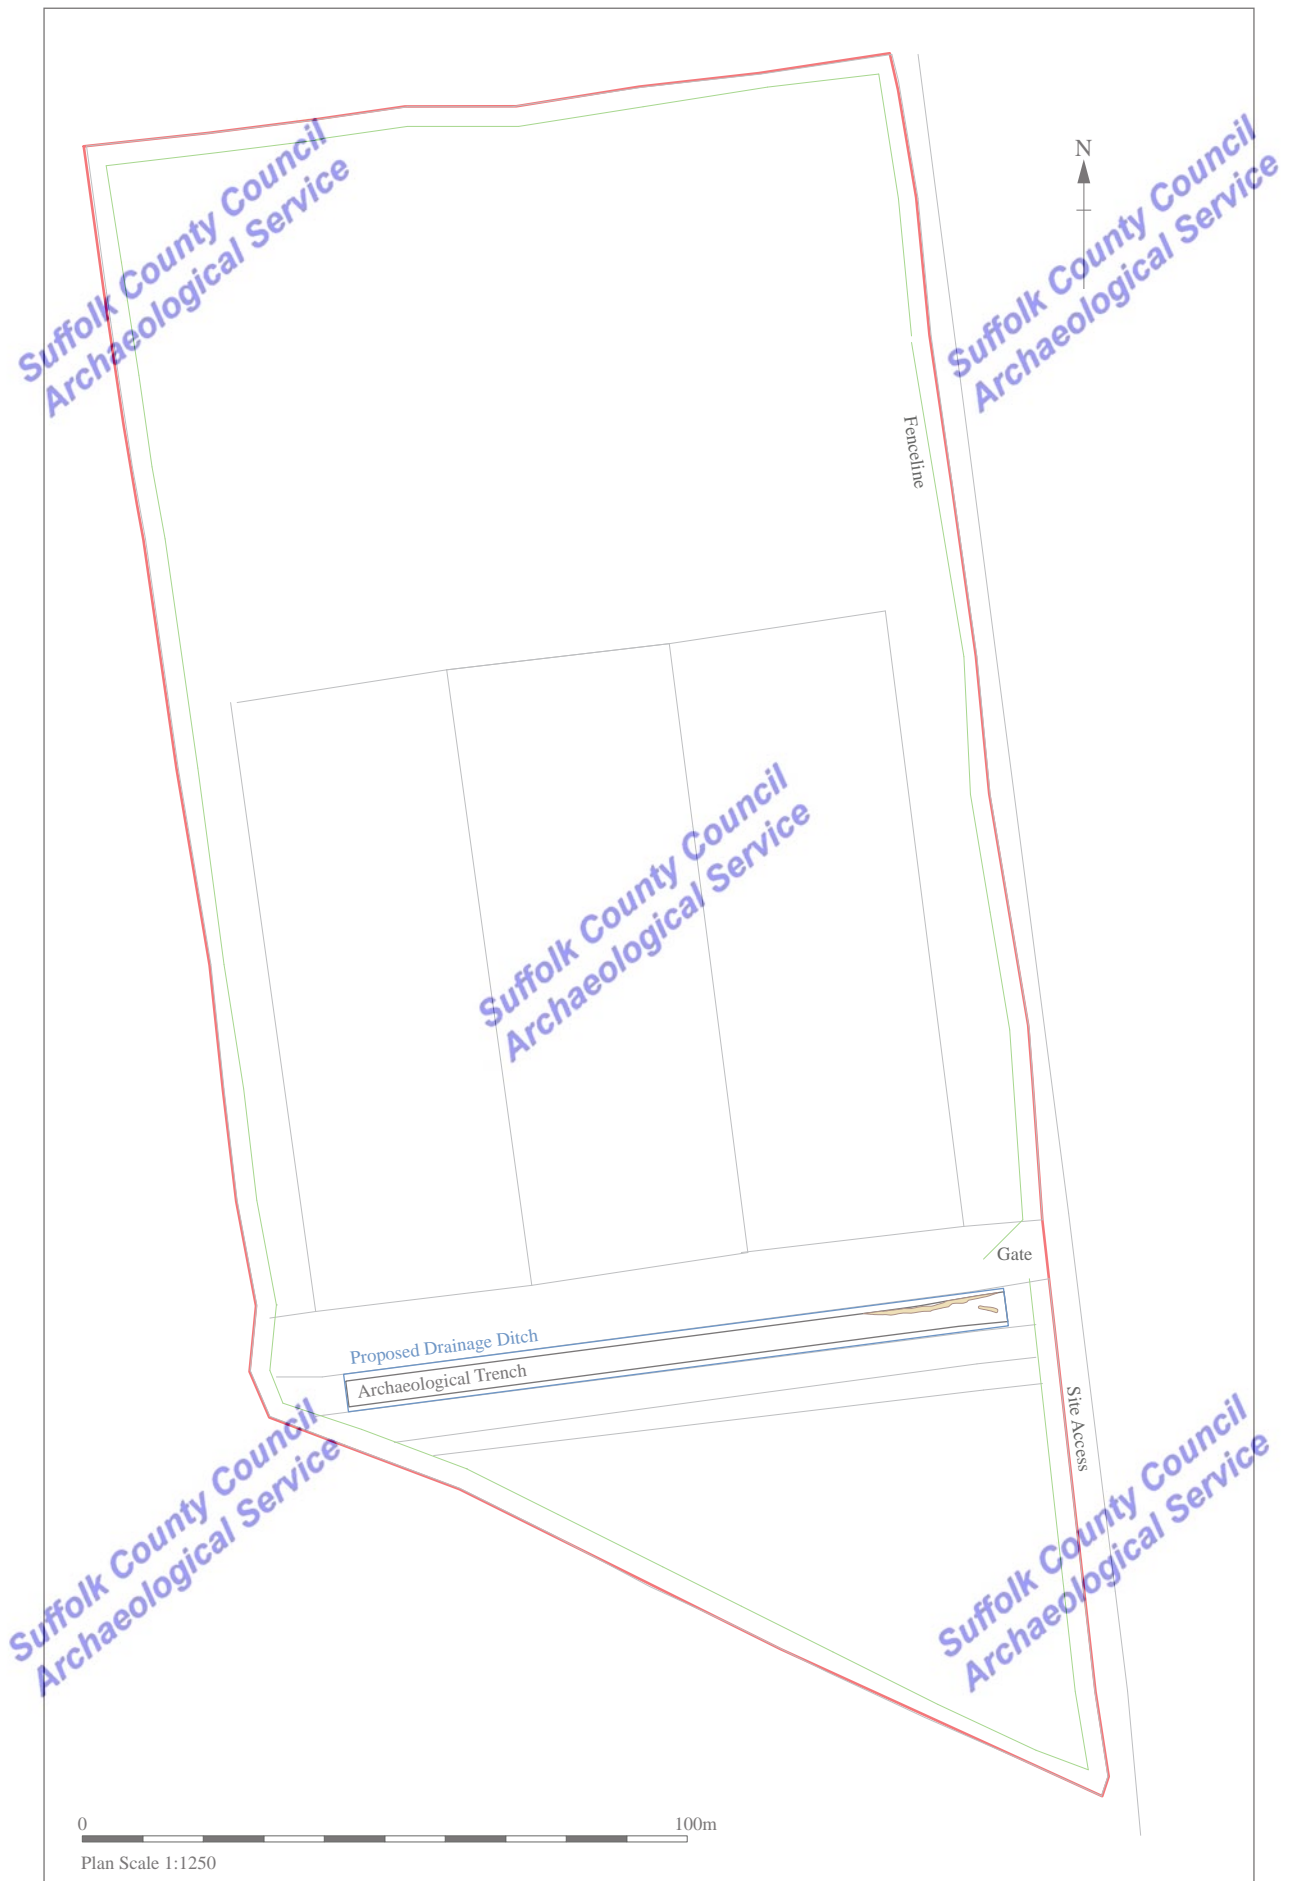 Suffolk County Council
Archaeological Service
N
Suffolk County Council
Archaeological Service
Fenceline
Suffolk County Council
Archaeological Service
Gate
Proposed Drainage Ditch
Archaeological Trench
Site Access
Suffolk County Council
Archaeological Service
Suffolk County Council
Archaeological Service
0 100m
Plan Scale 1:1250